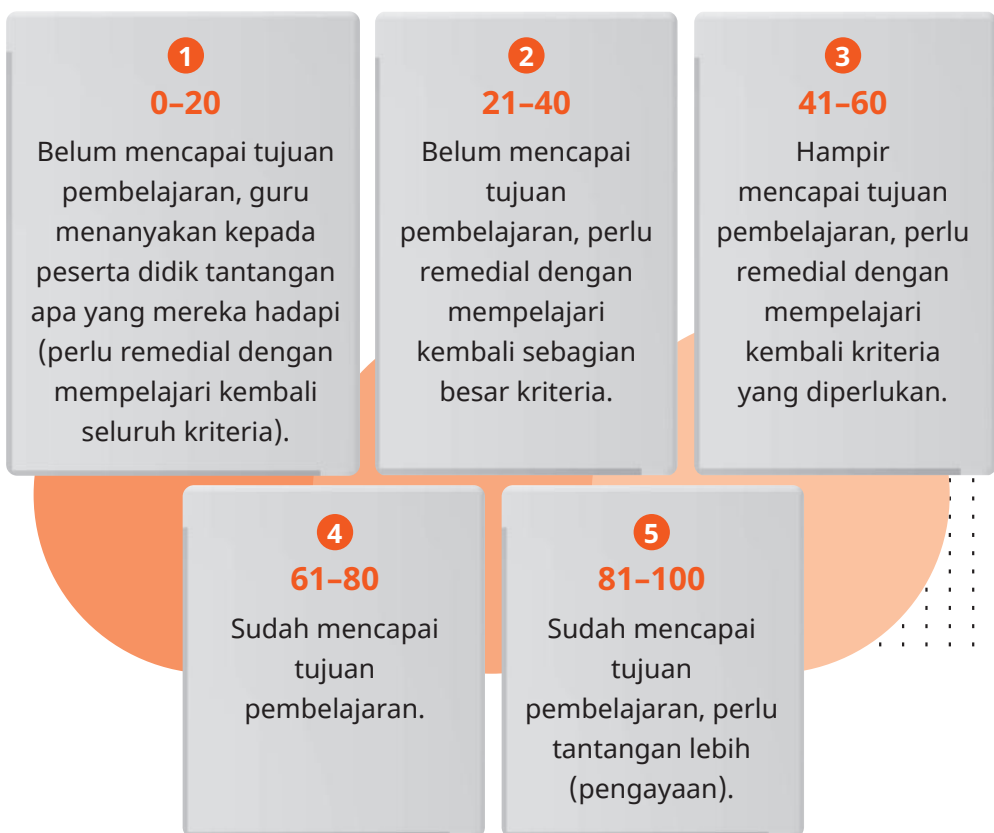 1
0–20
Belum mencapai tujuan
pembelajaran, guru
menanyakan kepada
peserta didik tantangan
apa yang mereka hadapi
(perlu remedial dengan
mempelajari kembali
seluruh kriteria).
2
21–40
Belum mencapai
tujuan
pembelajaran, perlu
remedial dengan
mempelajari
kembali sebagian
besar kriteria.
3
41–60
Hampir
mencapai tujuan
pembelajaran, perlu
remedial dengan
mempelajari
kembali kriteria
yang diperlukan.
4
61–80
Sudah mencapai
tujuan
pembelajaran.
5
81–100
Sudah mencapai
tujuan
pembelajaran, perlu
tantangan lebih
(pengayaan).